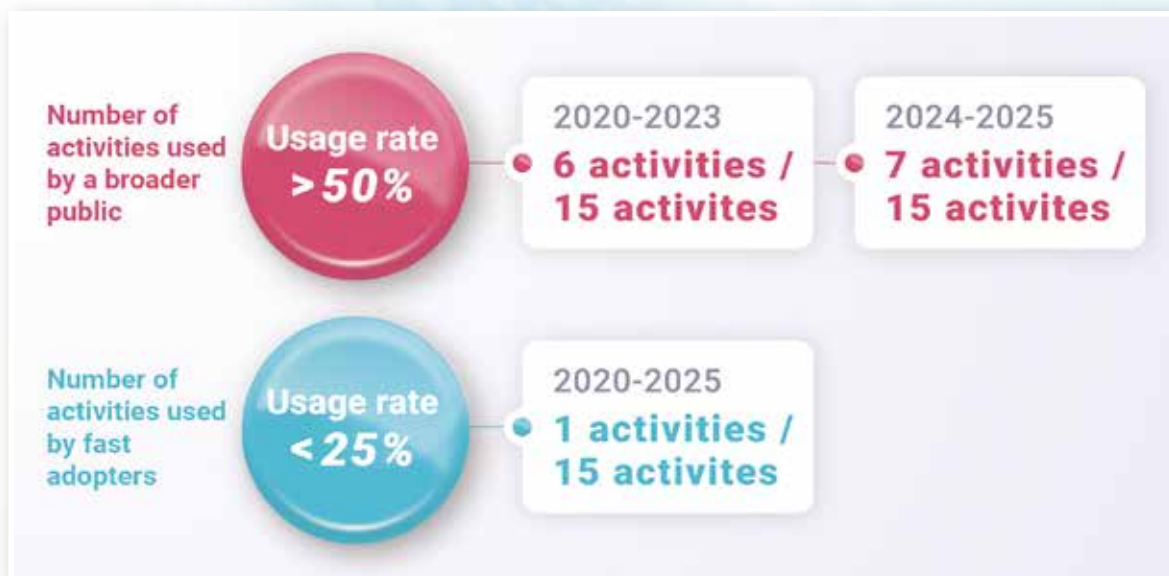 Number of
activities used
by a broader
public
Usage rate
>50%
2020-2023
6 activities /
15 activites
2024-2025
7 activities /
15 activites
Number of
activities used
by fast
adopters
Usage rate
<25%
2020-2025
1 activities /
15 activites